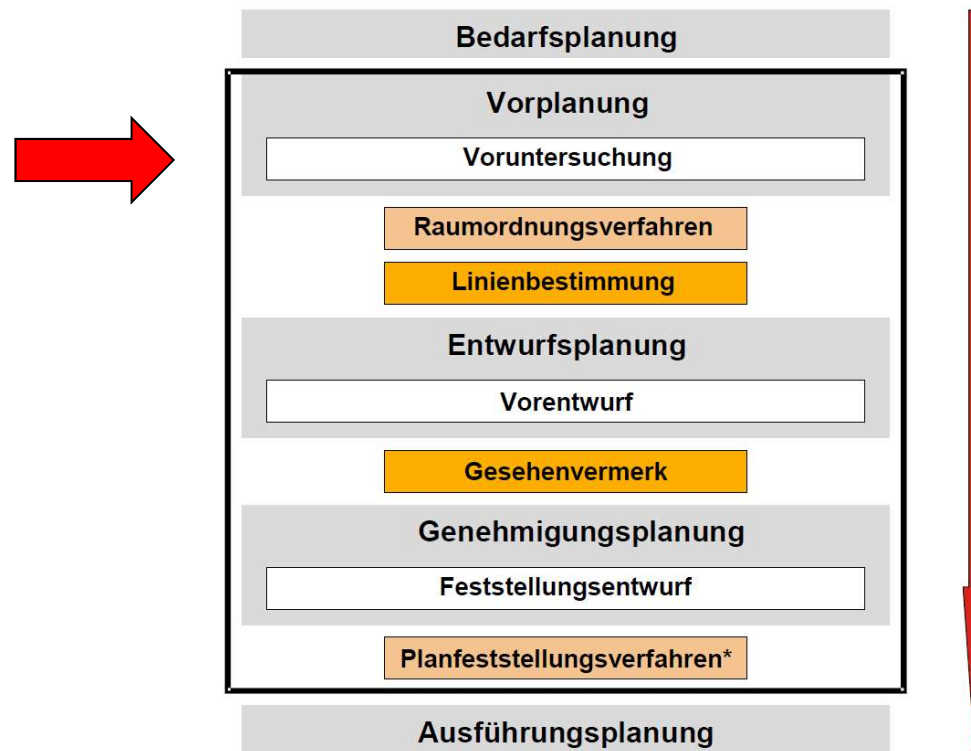 Bedarfsplanung
Vorplanung
Voruntersuchung
Raumordnungsverfahren
Linienbestimmung
Entwurfsplanung
Vorentwurf
Gesehenvermerk
Genehmigungsplanung
Feststellungsentwurf
Planfeststellungsverfahren*
Ausführungsplanung